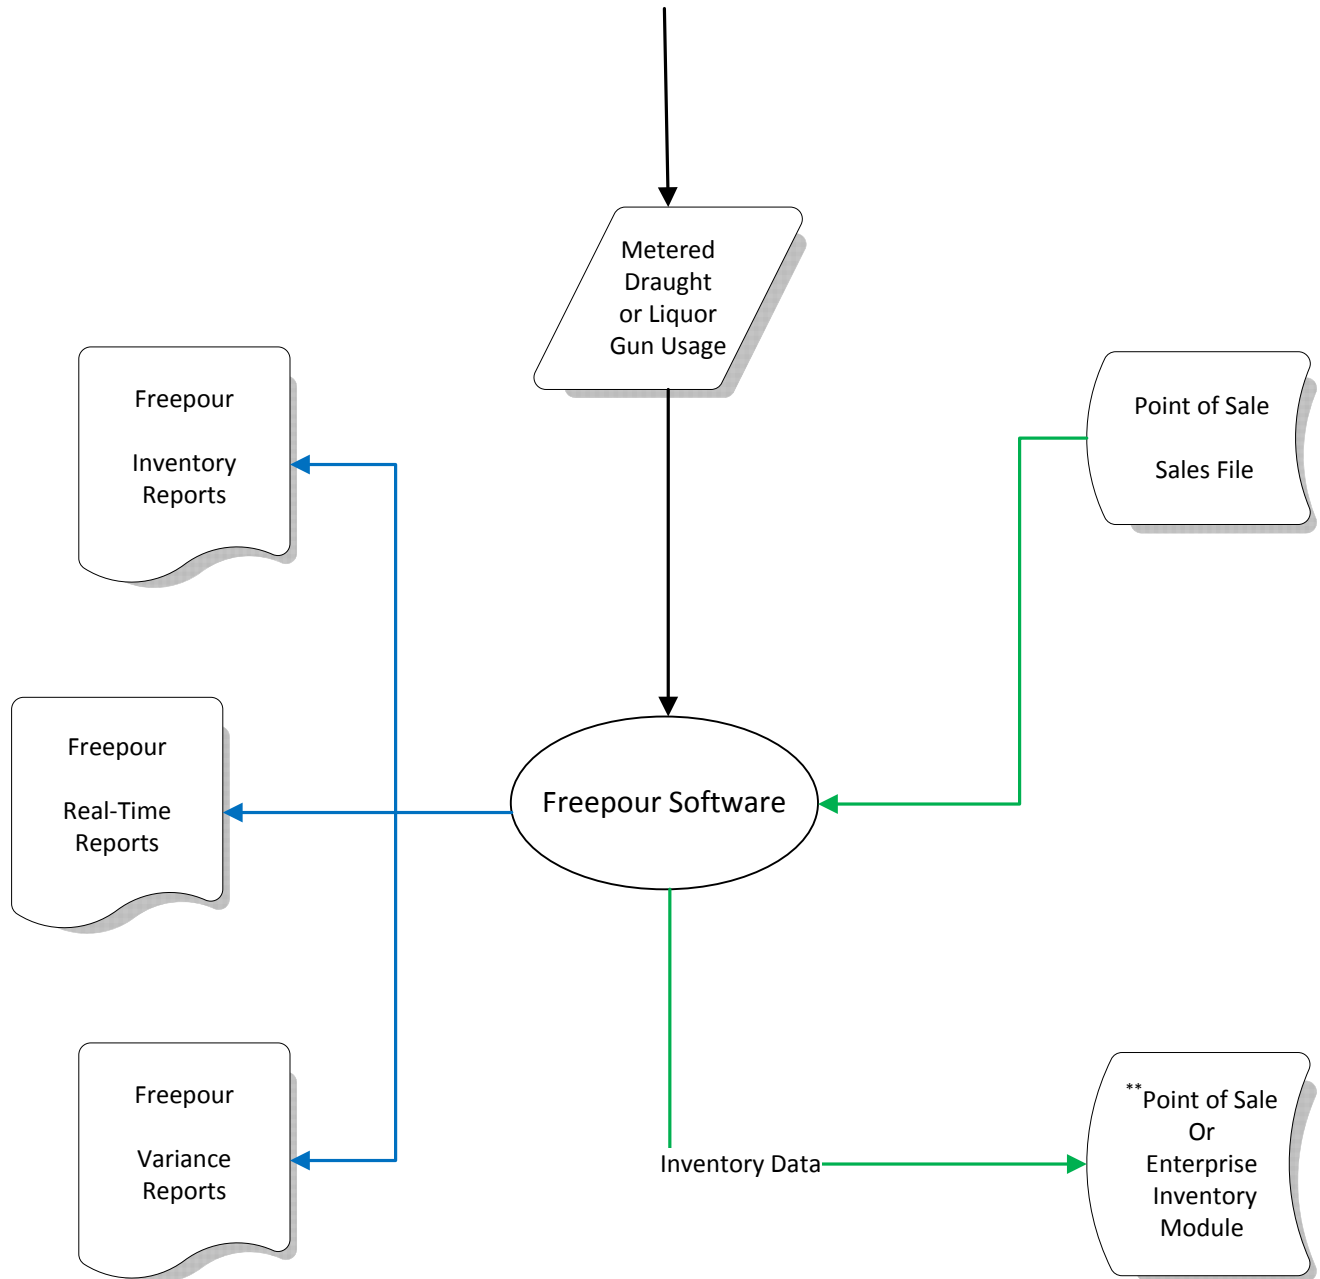 Metered
Draught
or Liquor
Gun Usage
Freepour
Inventory
Reports
Point of Sale
Sales File
Freepour
Real-Time
Reports
Freepour Software
Freepour
Variance
Reports
Inventory Data
**Point of Sale
Or
Enterprise
Inventory
Module